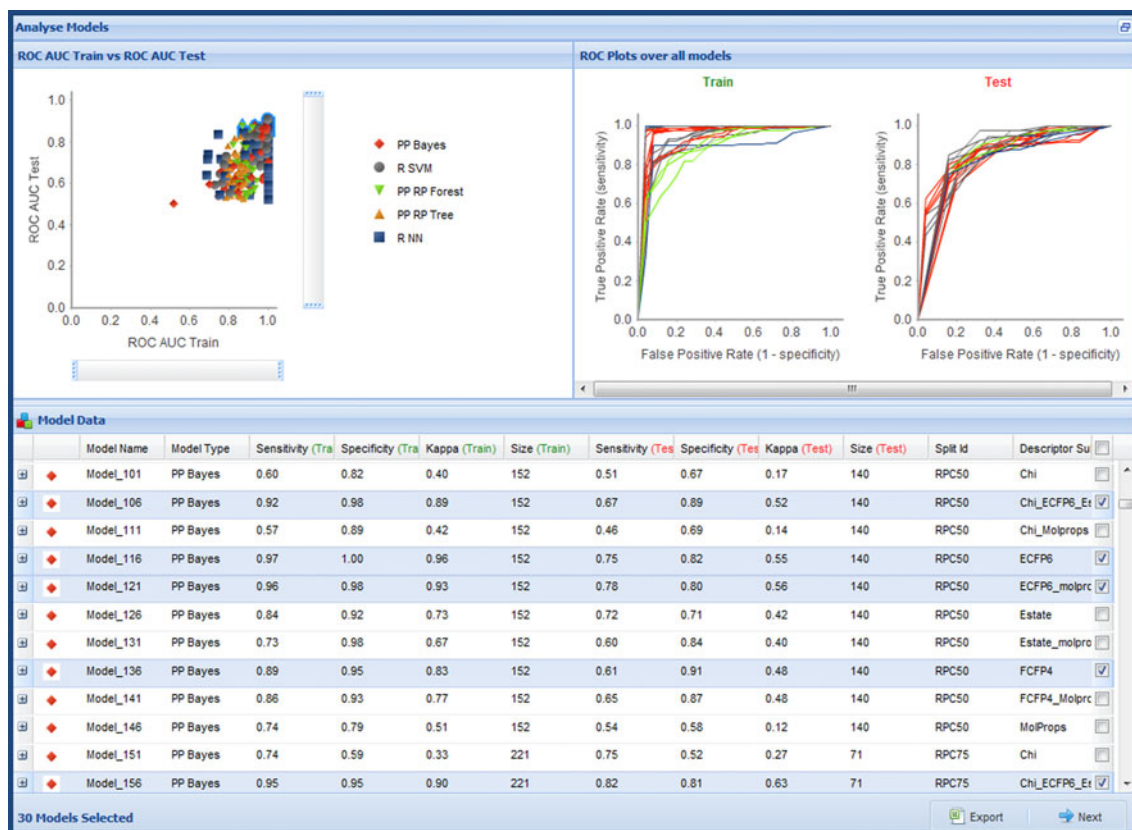 Analyse Models
ROC AUC Train vs ROC AUC Test
1.0
0.8
0.6
0.4
0.2
0.0
ROC AUC Test
0.0 0.2 0.4 0.6 0.8 1.0
ROC AUC Train
PP Bayes
R SVM
PP RP Forest
PP RP Tree
R NN
ROC Plots over all models
Train
1.0
0.8
0.6
0.4
0.2
0.0
True Positive Rate (sensitivity)
0.0 0.2 0.4 0.6 0.8 1.0
False Positive Rate (1 - specificity)
Test
1.0
0.8
0.6
0.4
0.2
0.0
True Positive Rate (sensitivity)
0.0 0.2 0.4 0.6 0.8 1.0
False Positive Rate (1 - specificity)
Model Data
Model Name Model Type Sensitivity (Tra Specificity (Tra Kappa (Train) Size (Train) Sensitivity (Tes Specificity (Tes Kappa (Test) Size (Test) Split Id Descriptor Su
Model_101 PP Bayes 0.60 0.82 0.40 152 0.51 0.67 0.17 140 RPC50 Chi
Model_106 PP Bayes 0.92 0.98 0.89 152 0.67 0.89 0.52 140 RPC50 Chi_ECFP6_Es
Model_111 PP Bayes 0.57 0.89 0.42 152 0.46 0.69 0.14 140 RPC50 Chi_Molprops
Model_116 PP Bayes 0.97 1.00 0.96 152 0.75 0.82 0.55 140 RPC50 ECFP6
Model_121 PP Bayes 0.96 0.98 0.93 152 0.78 0.80 0.56 140 RPC50 ECFP6_molprc
Model_126 PP Bayes 0.84 0.92 0.73 152 0.72 0.71 0.42 140 RPC50 Estate
Model_131 PP Bayes 0.73 0.98 0.67 152 0.60 0.84 0.40 140 RPC50 Estate_molpro
Model_136 PP Bayes 0.89 0.95 0.83 152 0.61 0.91 0.48 140 RPC50 FCFP4
Model_141 PP Bayes 0.86 0.93 0.77 152 0.65 0.87 0.48 140 RPC50 FCFP4_Molprc
Model_146 PP Bayes 0.74 0.79 0.51 152 0.54 0.58 0.12 140 RPC50 MolProps
Model_151 PP Bayes 0.74 0.59 0.33 221 0.75 0.52 0.27 71 RPC75 Chi
Model_156 PP Bayes 0.95 0.95 0.90 221 0.82 0.81 0.63 71 RPC75 Chi_ECFP6_Es
30 Models Selected
Export
Next